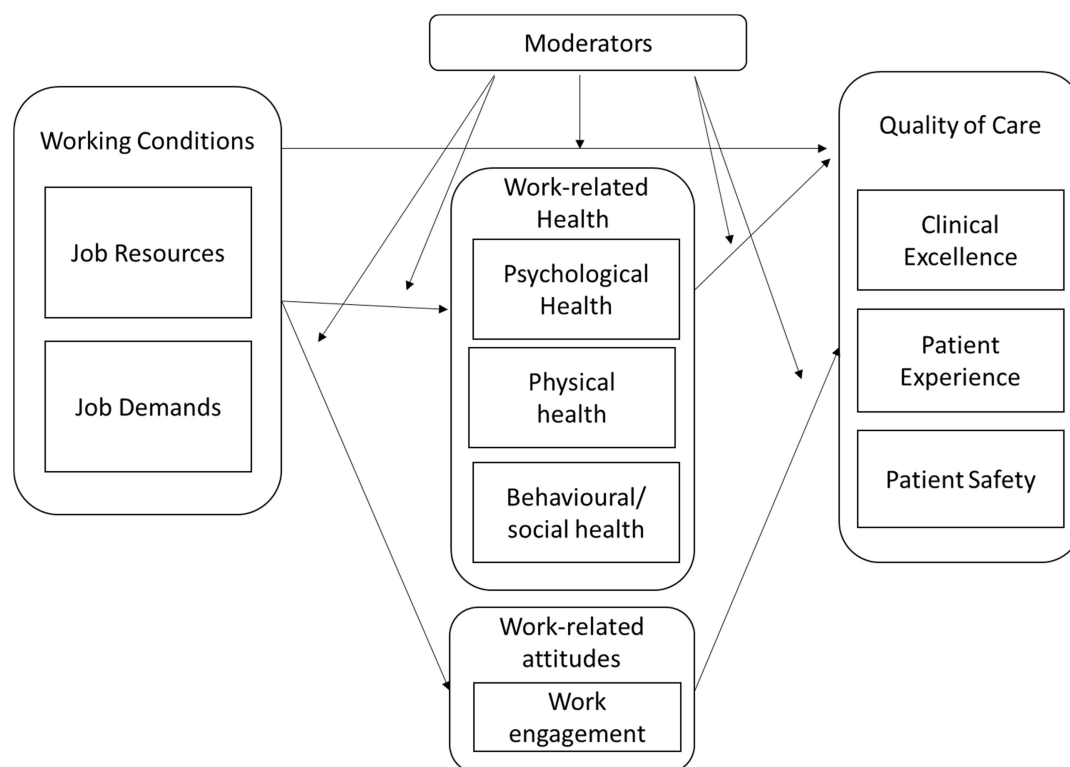 Moderators
Working Conditions
Job Resources
Job Demands
Work-related
Health
Psychological
Health
Physical
health
Behavioural/
social health
Work-related
attitudes
Work
engagement
Quality of Care
Clinical
Excellence
Patient
Experience
Patient Safety